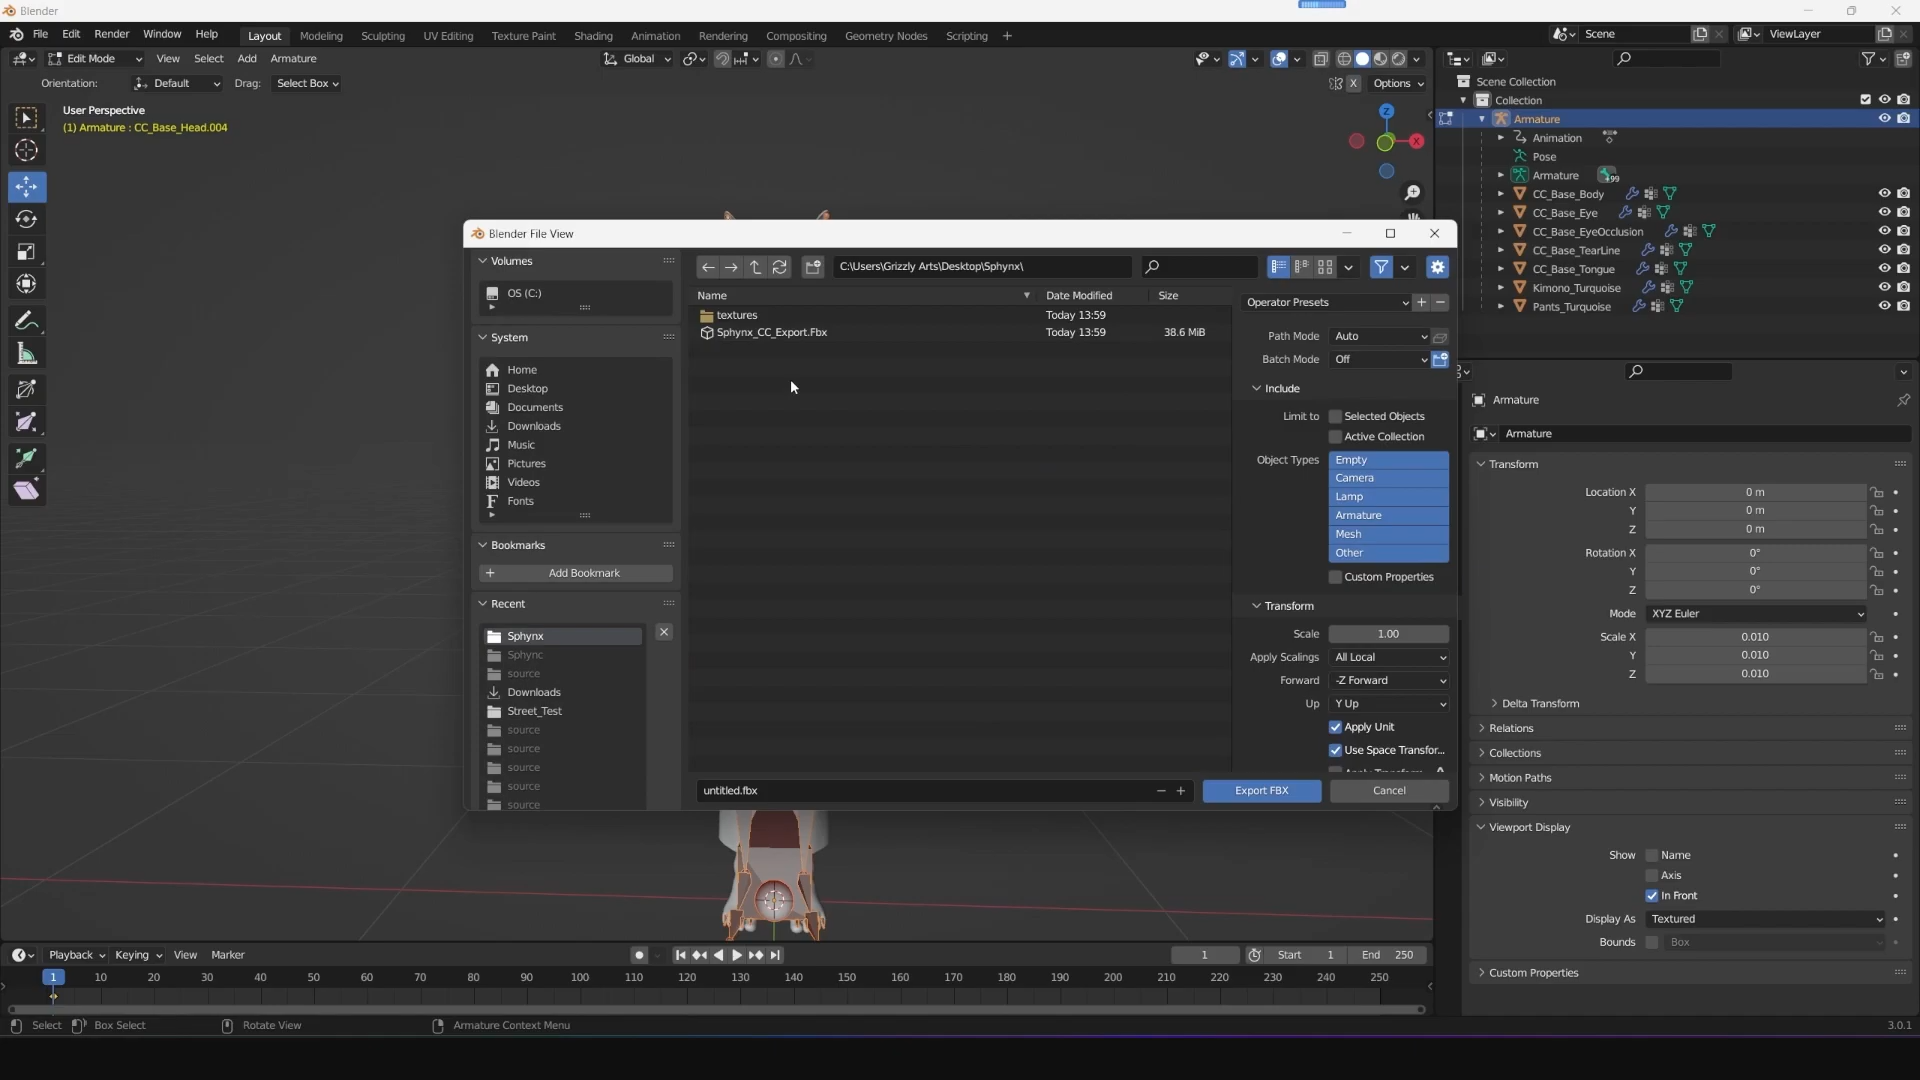 Blender
File Edit Render Window Help Layout Modeling Sculpting UV Editing Texture Paint Shading Animation Rendering Compositing Geometry Nodes Scripting + Scene ViewLayer
Edit Mode View Select Add Armature Global
Orientation: Default Drag: Select Box X Options
User Perspective
(1) Armature : CC_Base_Head.004
Z
X
Scene Collection
Collection
Armature
Animation
Pose
Armature 99
CC_Base_Body
CC_Base_Eye
CC_Base_EyeOcclusion
CC_Base_TearLine
CC_Base_Tongue
Kimono_Turquoise
Pants_Turquoise
Blender File View
Volumes
OS (C:)
System
Home
Desktop
Documents
Downloads
Music
Pictures
Videos
Fonts
Bookmarks
Add Bookmark
Recent
Sphynx
Sphync
source
Downloads
Street_Test
source
source
source
source
source
C:\Users\Grizzly Arts\Desktop\Sphynx\
Name Date Modified Size
textures Today 13:59
Sphynx_CC_Export.Fbx Today 13:59 38.6 MiB
Operator Presets
Path Mode Auto
Batch Mode Off
Include
Limit to Selected Objects
Active Collection
Object Types Empty
Camera
Lamp
Armature
Mesh
Other
Custom Properties
Transform
Scale 1.00
Apply Scalings All Local
Forward -Z Forward
Up Y Up
Apply Unit
Use Space Transfor...
untitled.fbx Export FBX Cancel
Armature
Armature
Transform
Location X 0 m
Y 0 m
Z 0 m
Rotation X 0°
Y 0°
Z 0°
Mode XYZ Euler
Scale X 0.010
Y 0.010
Z 0.010
Delta Transform
Relations
Collections
Motion Paths
Visibility
Viewport Display
Show Name
Axis
In Front
Display As Textured
Bounds Box
Custom Properties
Playback Keying View Marker 1 Start 1 End 250
1 10 20 30 40 50 60 70 80 90 100 110 120 130 140 150 160 170 180 190 200 210 220 230 240 250
Select Box Select Rotate View Armature Context Menu 3.0.1